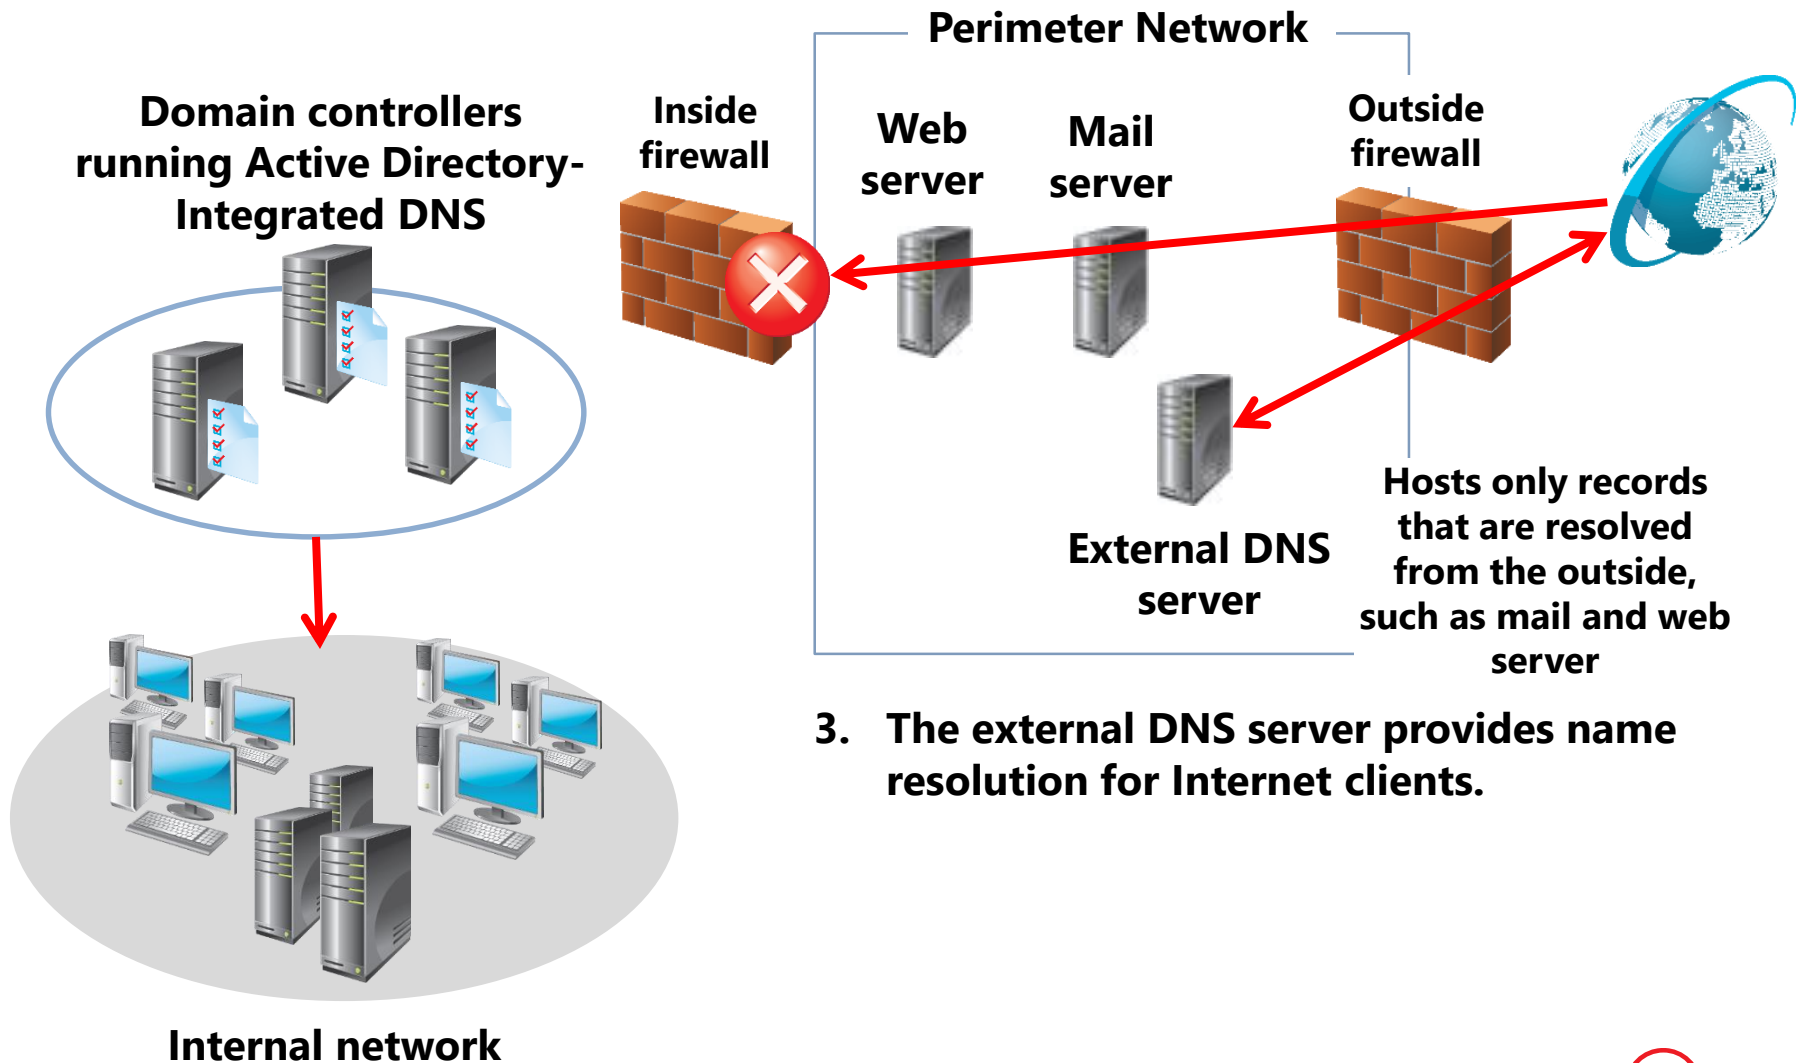 Perimeter Network
Domain controllers
running Active Directory-
Integrated DNS
Inside
firewall
Web
server
Mail
server
Outside
firewall
External DNS
server
Hosts only records
that are resolved
from the outside,
such as mail and web
server
3. The external DNS server provides name
resolution for Internet clients.
Internal network